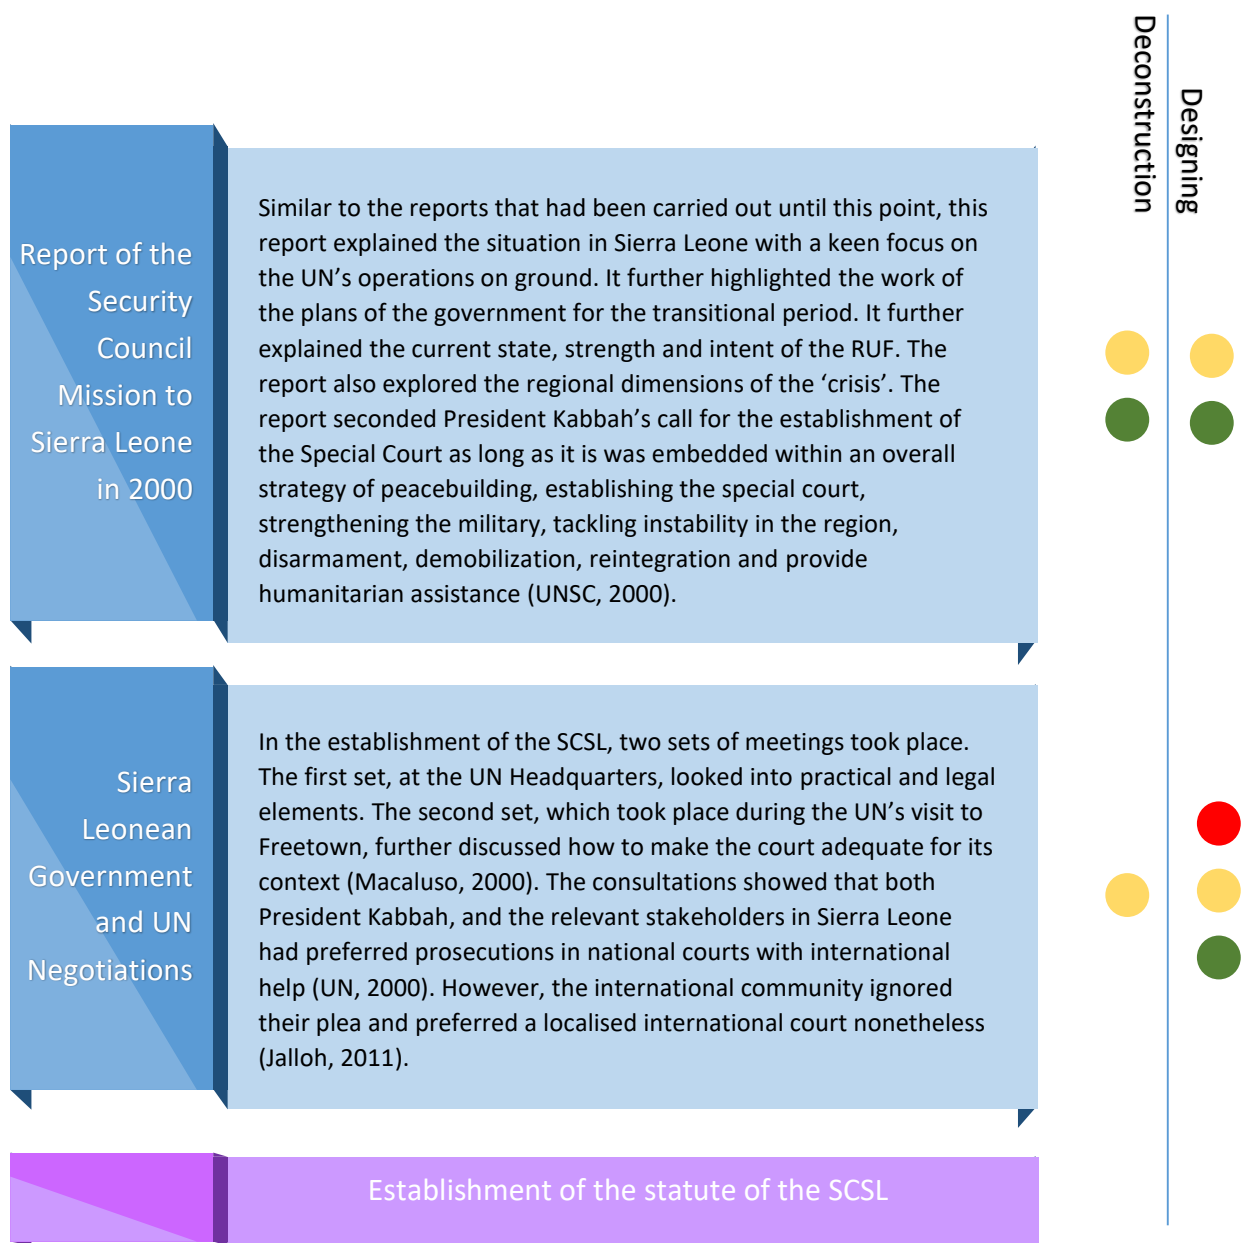 Deconstruction
Designing
Report of the
Security
Council
Mission to
Sierra Leone
in 2000
Similar to the reports that had been carried out until this point, this
report explained the situation in Sierra Leone with a keen focus on
the UN’s operations on ground. It further highlighted the work of
the plans of the government for the transitional period. It further
explained the current state, strength and intent of the RUF. The
report also explored the regional dimensions of the ‘crisis’. The
report seconded President Kabbah’s call for the establishment of
the Special Court as long as it is was embedded within an overall
strategy of peacebuilding, establishing the special court,
strengthening the military, tackling instability in the region,
disarmament, demobilization, reintegration and provide
humanitarian assistance (UNSC, 2000).
Sierra
Leonean
Government
and UN
Negotiations
In the establishment of the SCSL, two sets of meetings took place.
The first set, at the UN Headquarters, looked into practical and legal
elements. The second set, which took place during the UN’s visit to
Freetown, further discussed how to make the court adequate for its
context (Macaluso, 2000). The consultations showed that both
President Kabbah, and the relevant stakeholders in Sierra Leone
had preferred prosecutions in national courts with international
help (UN, 2000). However, the international community ignored
their plea and preferred a localised international court nonetheless
(Jalloh, 2011).
Establishment of the statute of the SCSL